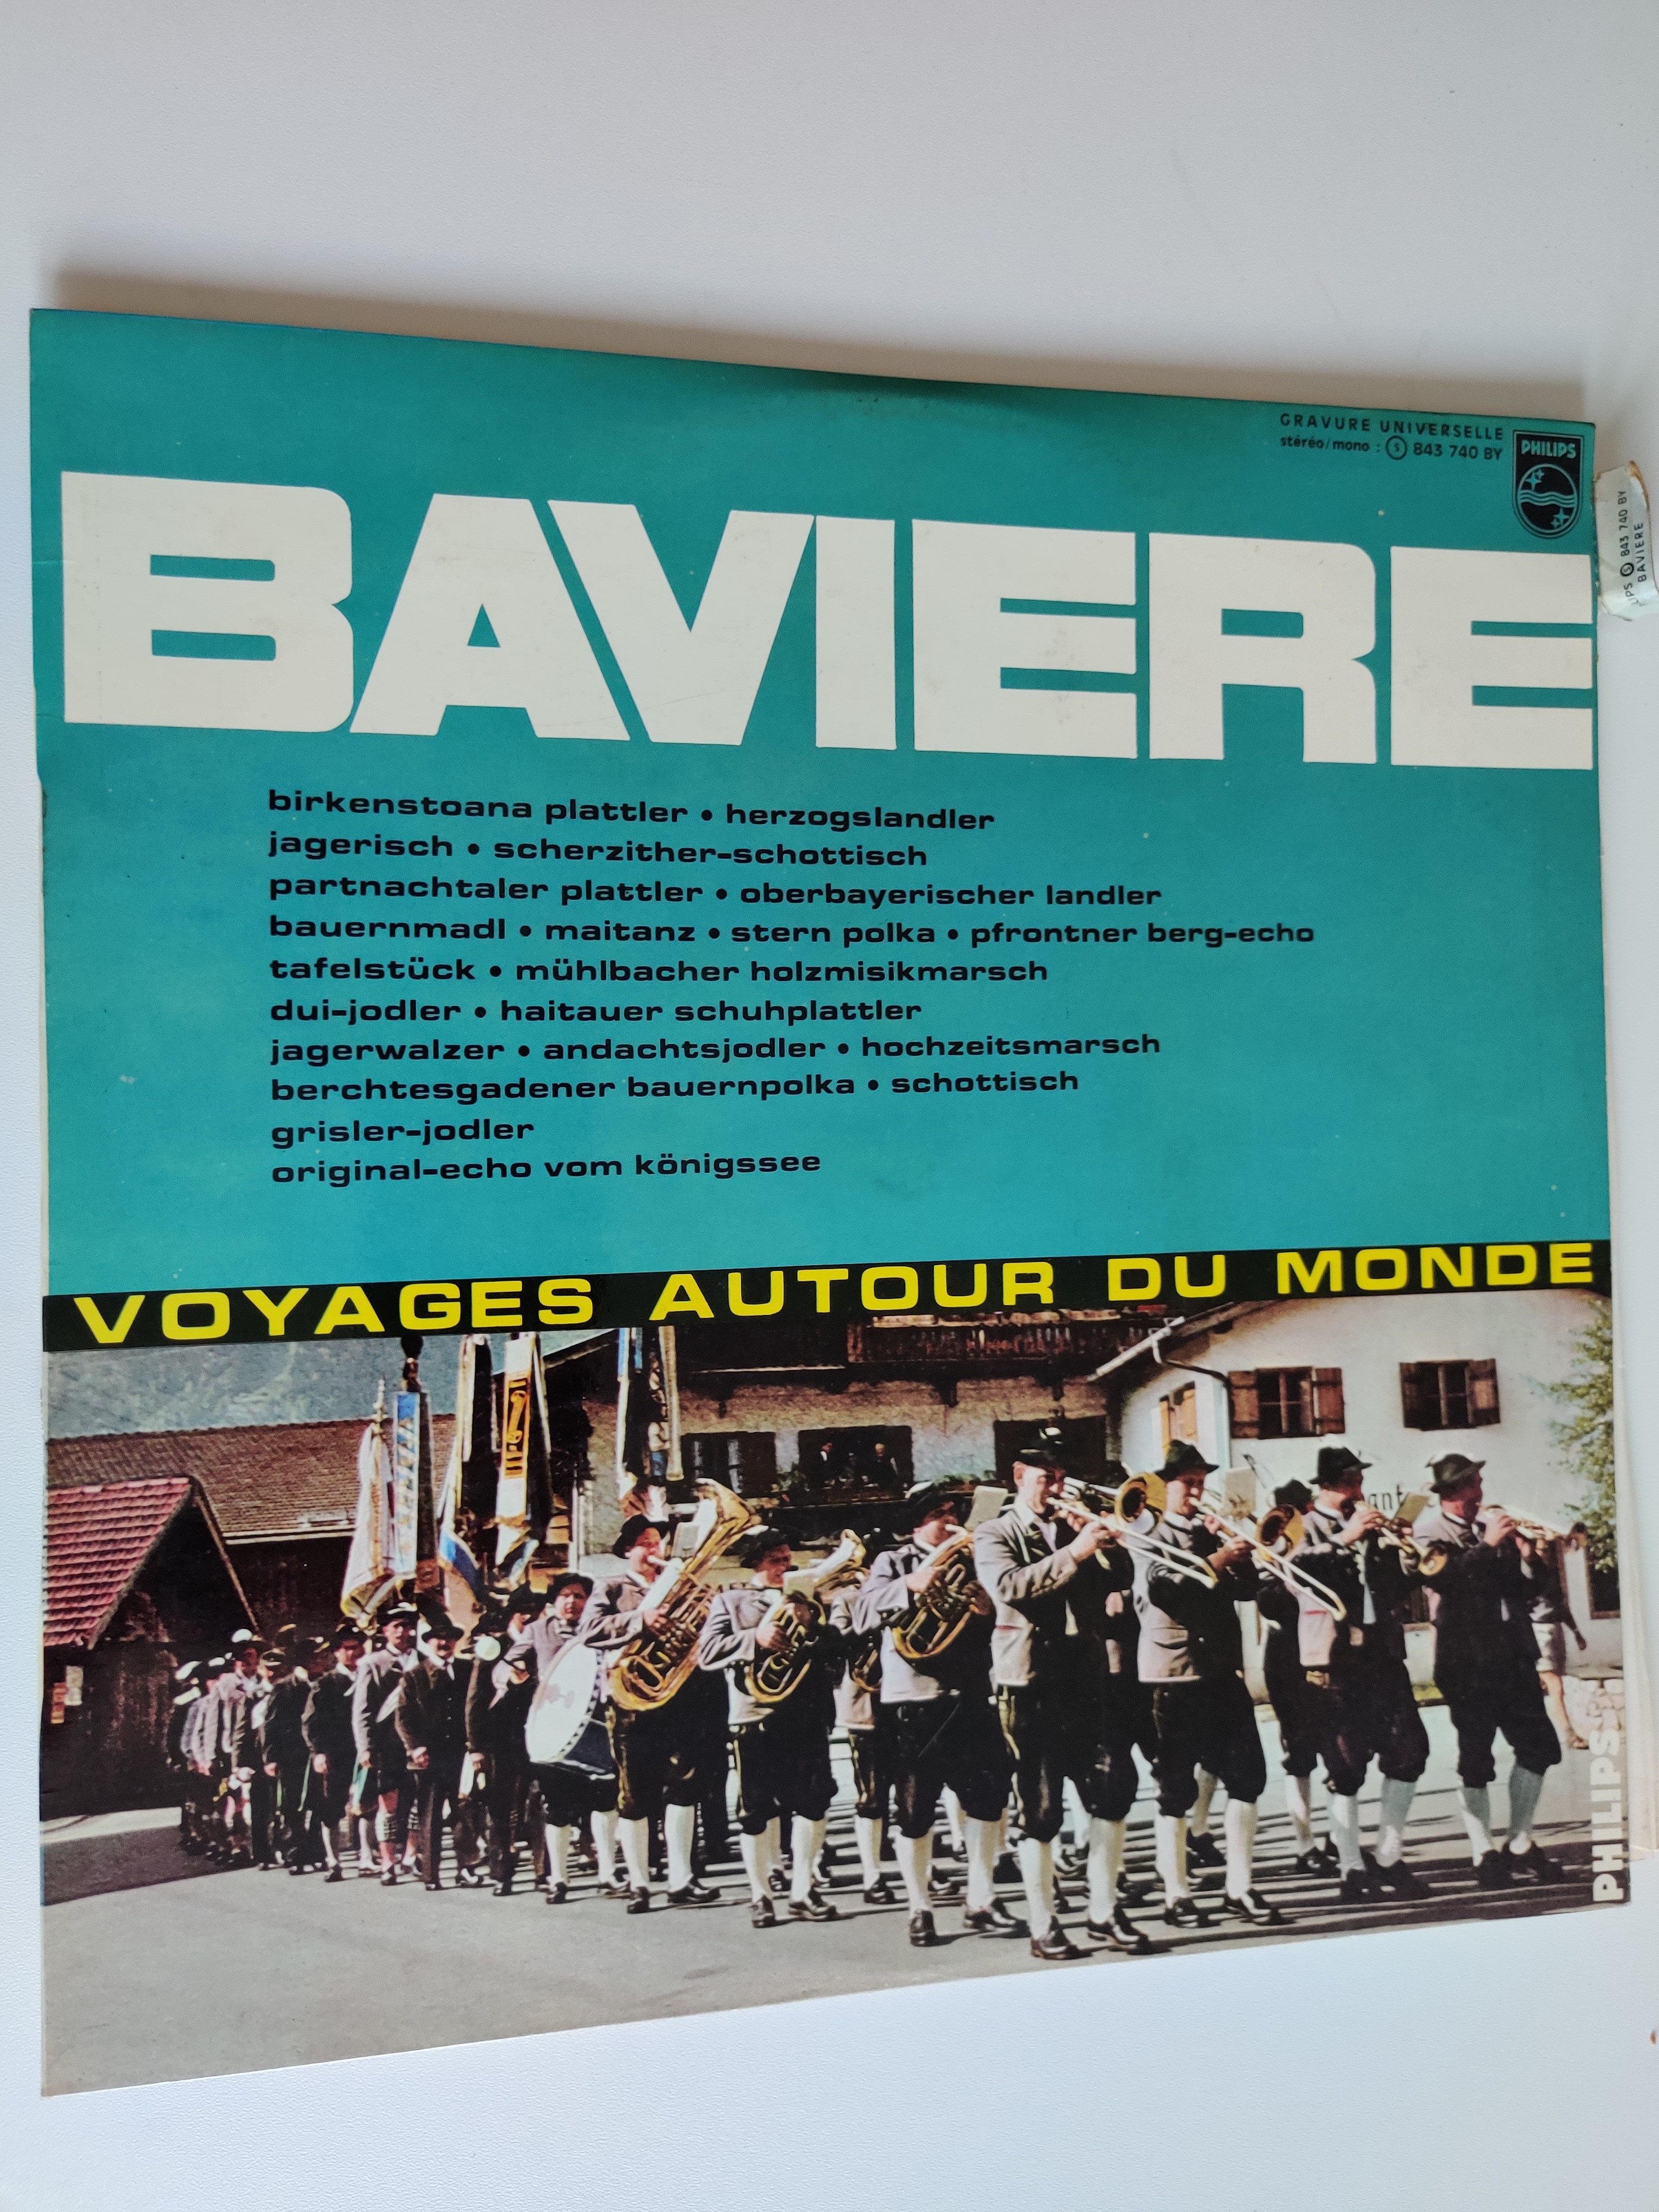 GRAVURE UNIVERSELLE
stéréo/mono : S 843 740 BY
PHILIPS
BAVIERE
S 843 740 BY
BAVIERE
birkenstoana plattler • herzogslandler
jagerisch • scherzither-schottisch
partnachtaler plattler • oberbayerischer landler
bauernmadl • maitanz • stern polka • pfrontner berg-echo
tafelstück • mühlbacher holzmisikmarsch
dui-jodler • haitauer schuhplattler
jagerwalzer • andachtsjodler • hochzeitsmarsch
berchtesgadener bauernpolka • schottisch
grisler-jodler
original-echo vom königssee
VOYAGES AUTOUR DU MONDE
PHILIPS